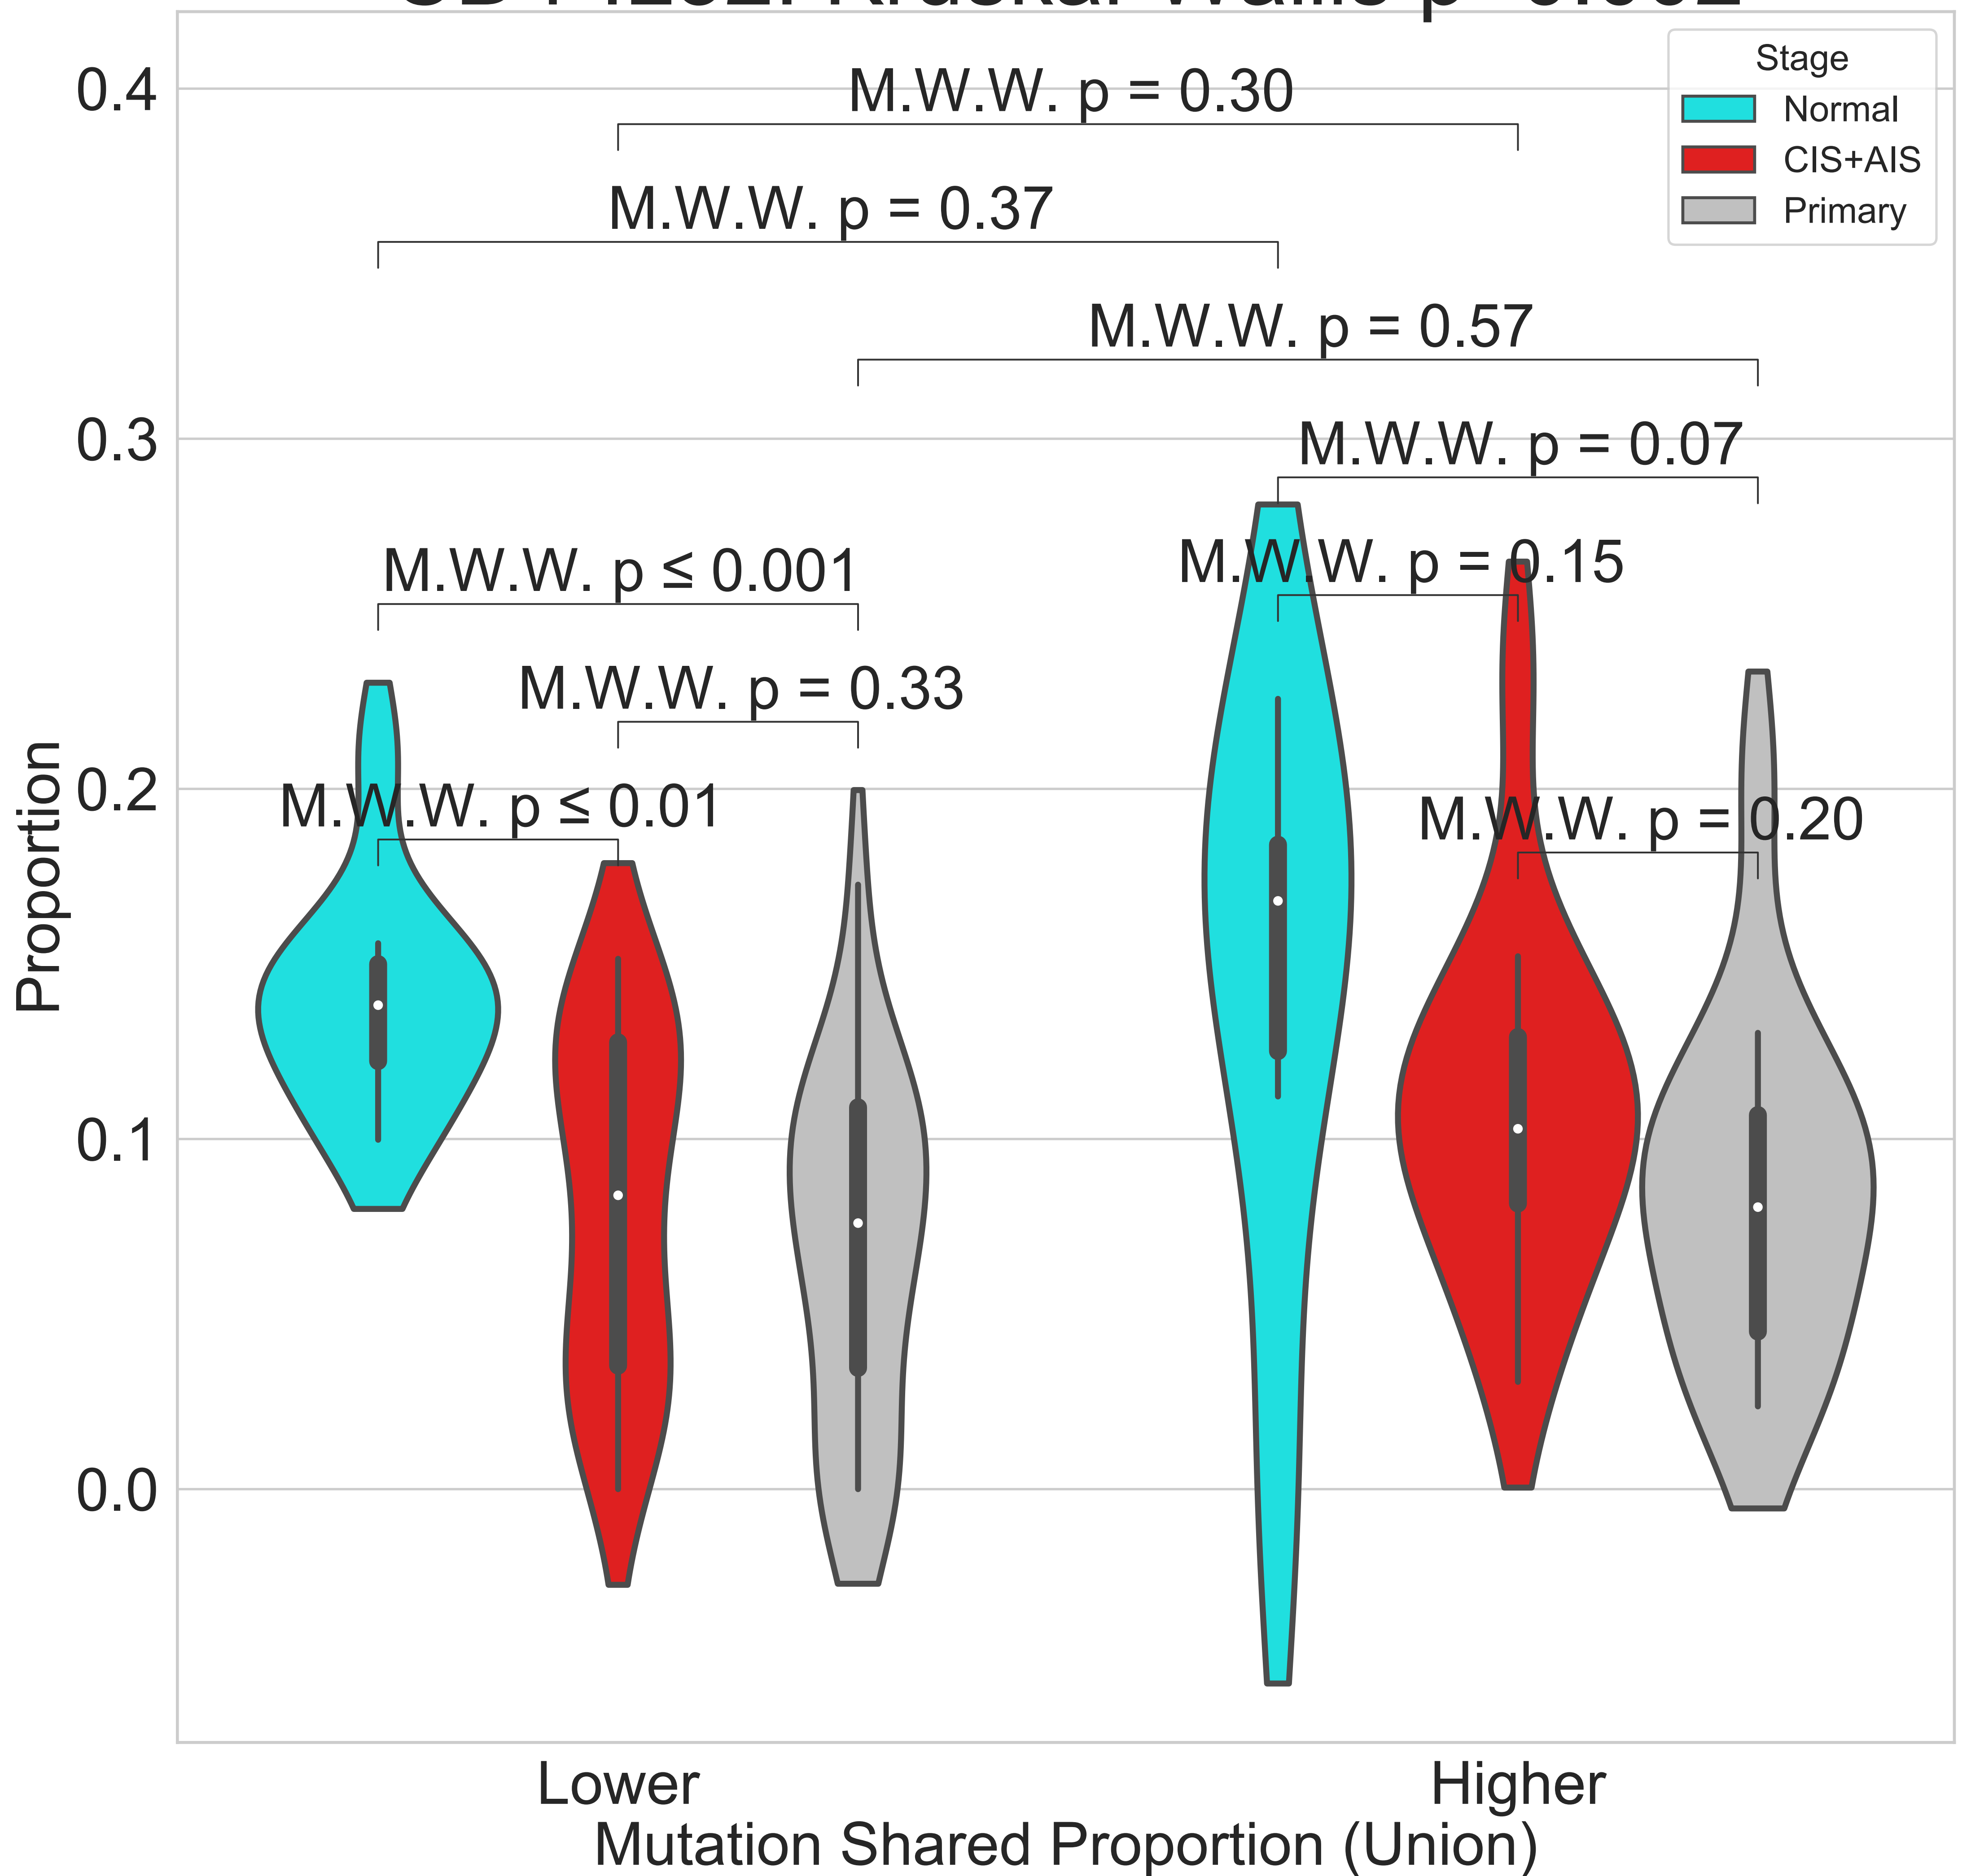 Stage
Normal
CIS+AIS
Primary
M.W.W. p = 0.30
M.W.W. p = 0.37
M.W.W. p = 0.57
M.W.W. p = 0.07
M.W.W. p = 0.15
M.W.W. p ≤ 0.001
M.W.W. p = 0.33
M.W.W. p ≤ 0.01
M.W.W. p = 0.20
0.4
0.3
0.2
0.1
0.0
Proportion
Lower
Higher
Mutation Shared Proportion (Union)